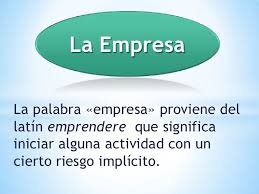 La Empresa
La palabra «empresa» proviene del
latín emprendere que significa
iniciar alguna actividad con un
cierto riesgo implícito.